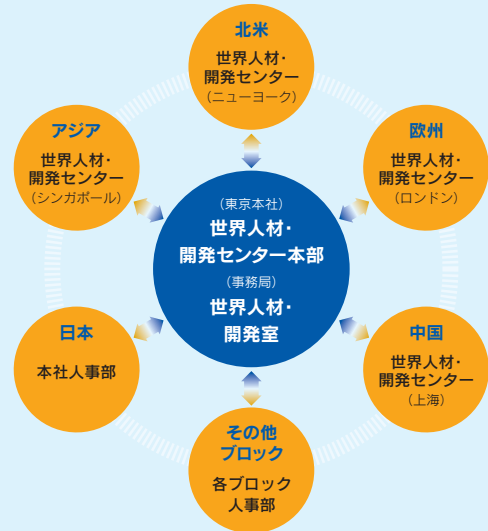 北米
世界人材・
開発センター
（ニューヨーク）
アジア
世界人材・
開発センター
（シンガポール）
欧州
世界人材・
開発センター
（ロンドン）
（東京本社）
世界人材・
開発センター本部
（事務局）
世界人材・
開発室
日本
本社人事部
中国
世界人材・
開発センター
（上海）
その他
ブロック
各ブロック
人事部